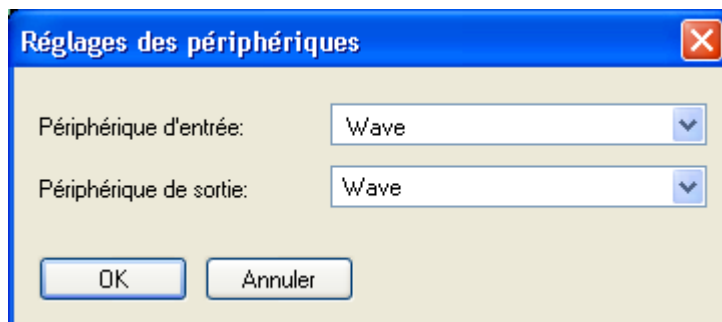 Réglages des périphériques
Périphérique d'entrée: Wave
Périphérique de sortie: Wave
OK Annuler